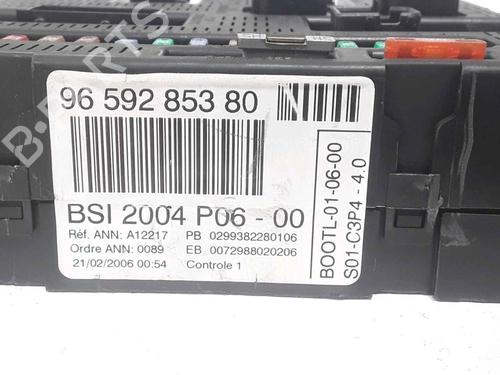 96 592 853 80
N
BSI 2004 P06 - 00
Réf. ANN: A12217 PB 0299382280106
Ordre ANN: 0089 EB 0072988020206
21/02/2006 00:54 Controle 1
BOOTL-01-06-00
S01-C3P4 - 4.0
B-PARTS